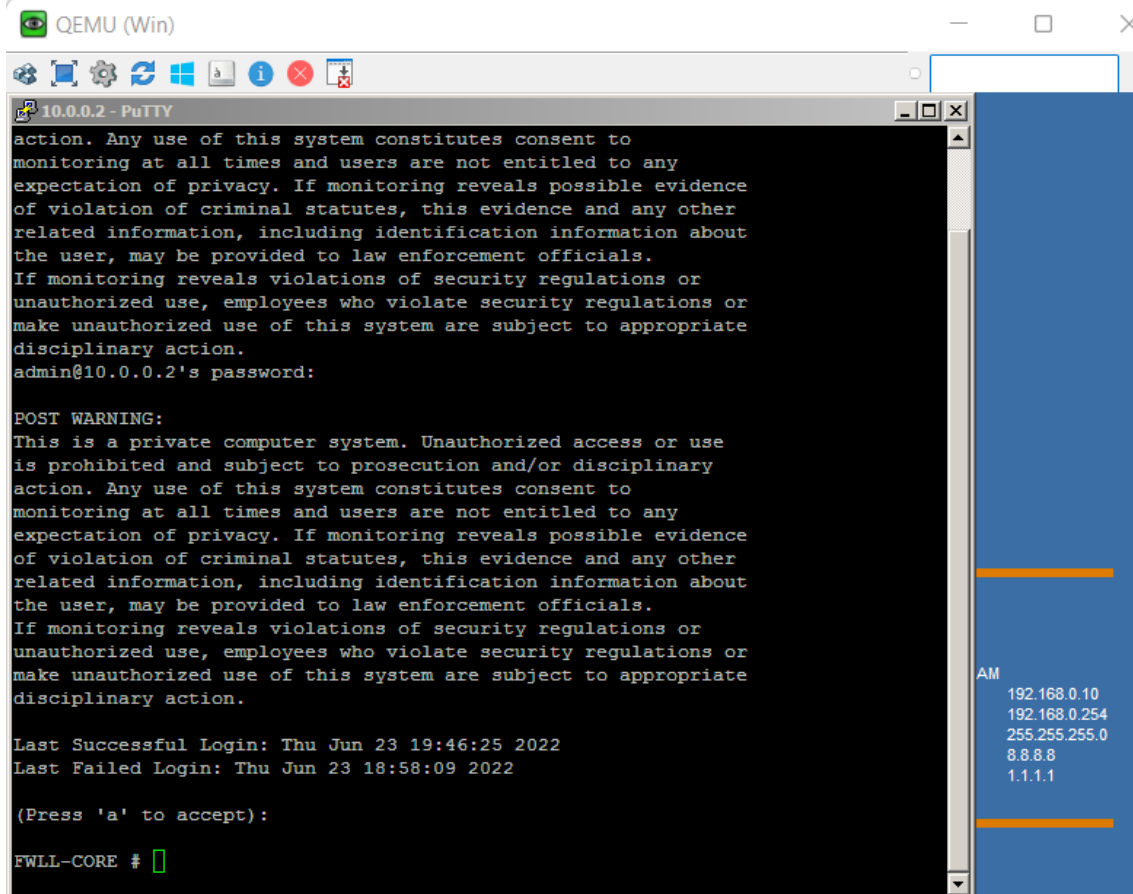 QEMU (Win)
10.0.0.2 - PuTTY
action. Any use of this system constitutes consent to
monitoring at all times and users are not entitled to any
expectation of privacy. If monitoring reveals possible evidence
of violation of criminal statutes, this evidence and any other
related information, including identification information about
the user, may be provided to law enforcement officials.
If monitoring reveals violations of security regulations or
unauthorized use, employees who violate security regulations or
make unauthorized use of this system are subject to appropriate
disciplinary action.
admin@10.0.0.2's password:
POST WARNING:
This is a private computer system. Unauthorized access or use
is prohibited and subject to prosecution and/or disciplinary
action. Any use of this system constitutes consent to
monitoring at all times and users are not entitled to any
expectation of privacy. If monitoring reveals possible evidence
of violation of criminal statutes, this evidence and any other
related information, including identification information about
the user, may be provided to law enforcement officials.
If monitoring reveals violations of security regulations or
unauthorized use, employees who violate security regulations or
make unauthorized use of this system are subject to appropriate
disciplinary action.
Last Successful Login: Thu Jun 23 19:46:25 2022
Last Failed Login: Thu Jun 23 18:58:09 2022
(Press 'a' to accept):
FWLL-CORE #
AM
192.168.0.10
192.168.0.254
255.255.255.0
8.8.8.8
1.1.1.1